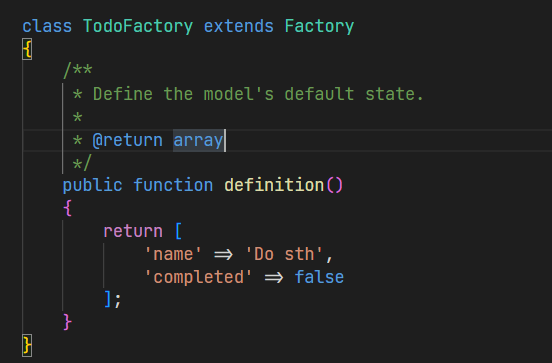 class TodoFactory extends Factory
{
    /**
     * Define the model's default state.
     *
     * @return array
     */
    public function definition()
    {
        return [
            'name' => 'Do sth',
            'completed' => false
        ];
    }
}